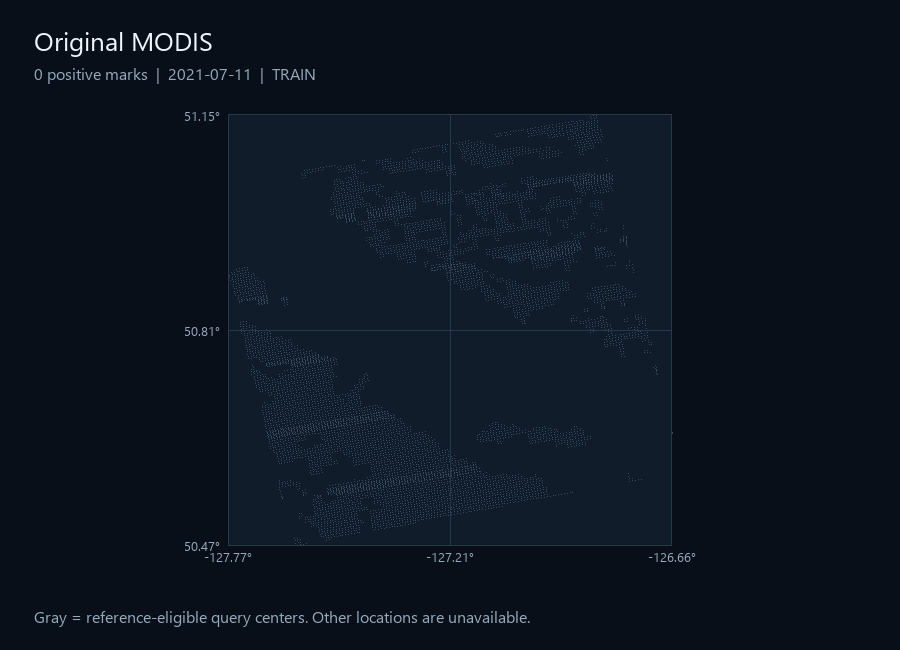 Original MODIS
0 positive marks | 2021-07-11 | TRAIN
51.15°
50.81°
50.47°
-127.77°
-127.21°
-126.66°
Gray = reference-eligible query centers. Other locations are unavailable.